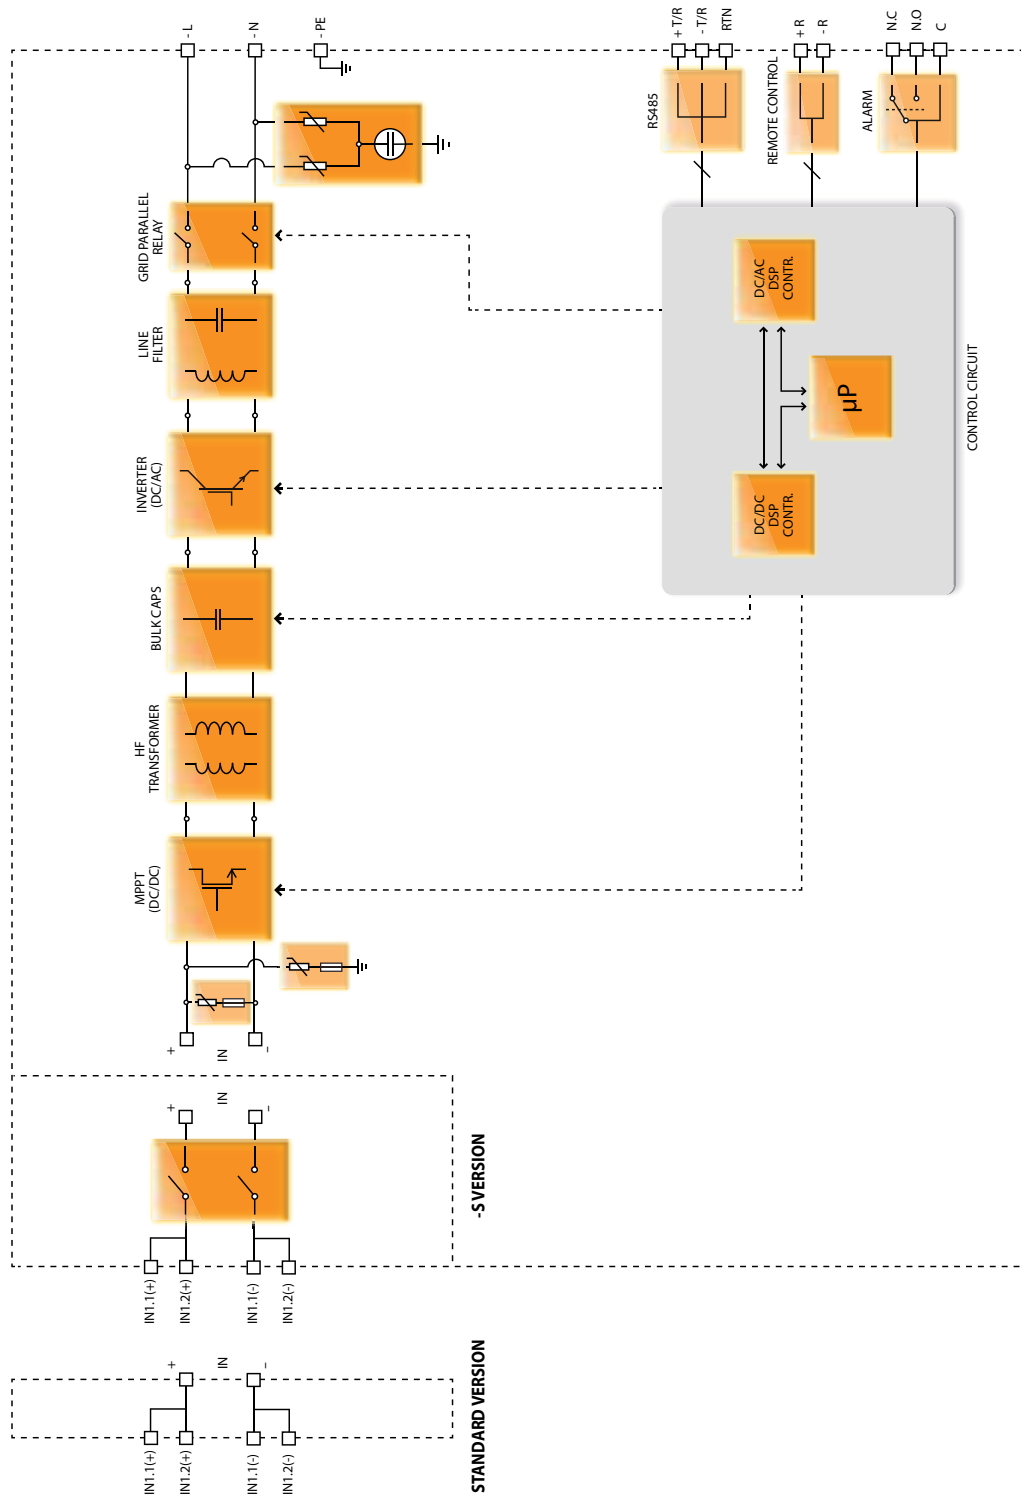 STANDARD VERSION
IN1.1(+)
IN1.2(+)
IN1.1(-)
IN1.2(-)
+
IN
−
-S VERSION
IN1.1(+)
IN1.2(+)
IN1.1(-)
IN1.2(-)
+
IN
−
+
IN
−
MPPT
(DC/DC)
HF
TRANSFORMER
BULK CAPS
INVERTER
(DC/AC)
LINE
FILTER
GRID PARALLEL
RELAY
- L
- N
- PE
RS485
+ T/R
- T/R
RTN
REMOTE CONTROL
+ R
- R
ALARM
N.C
N.O
C
DC/DC
DSP
CONTR.
DC/AC
DSP
CONTR.
µP
CONTROL CIRCUIT